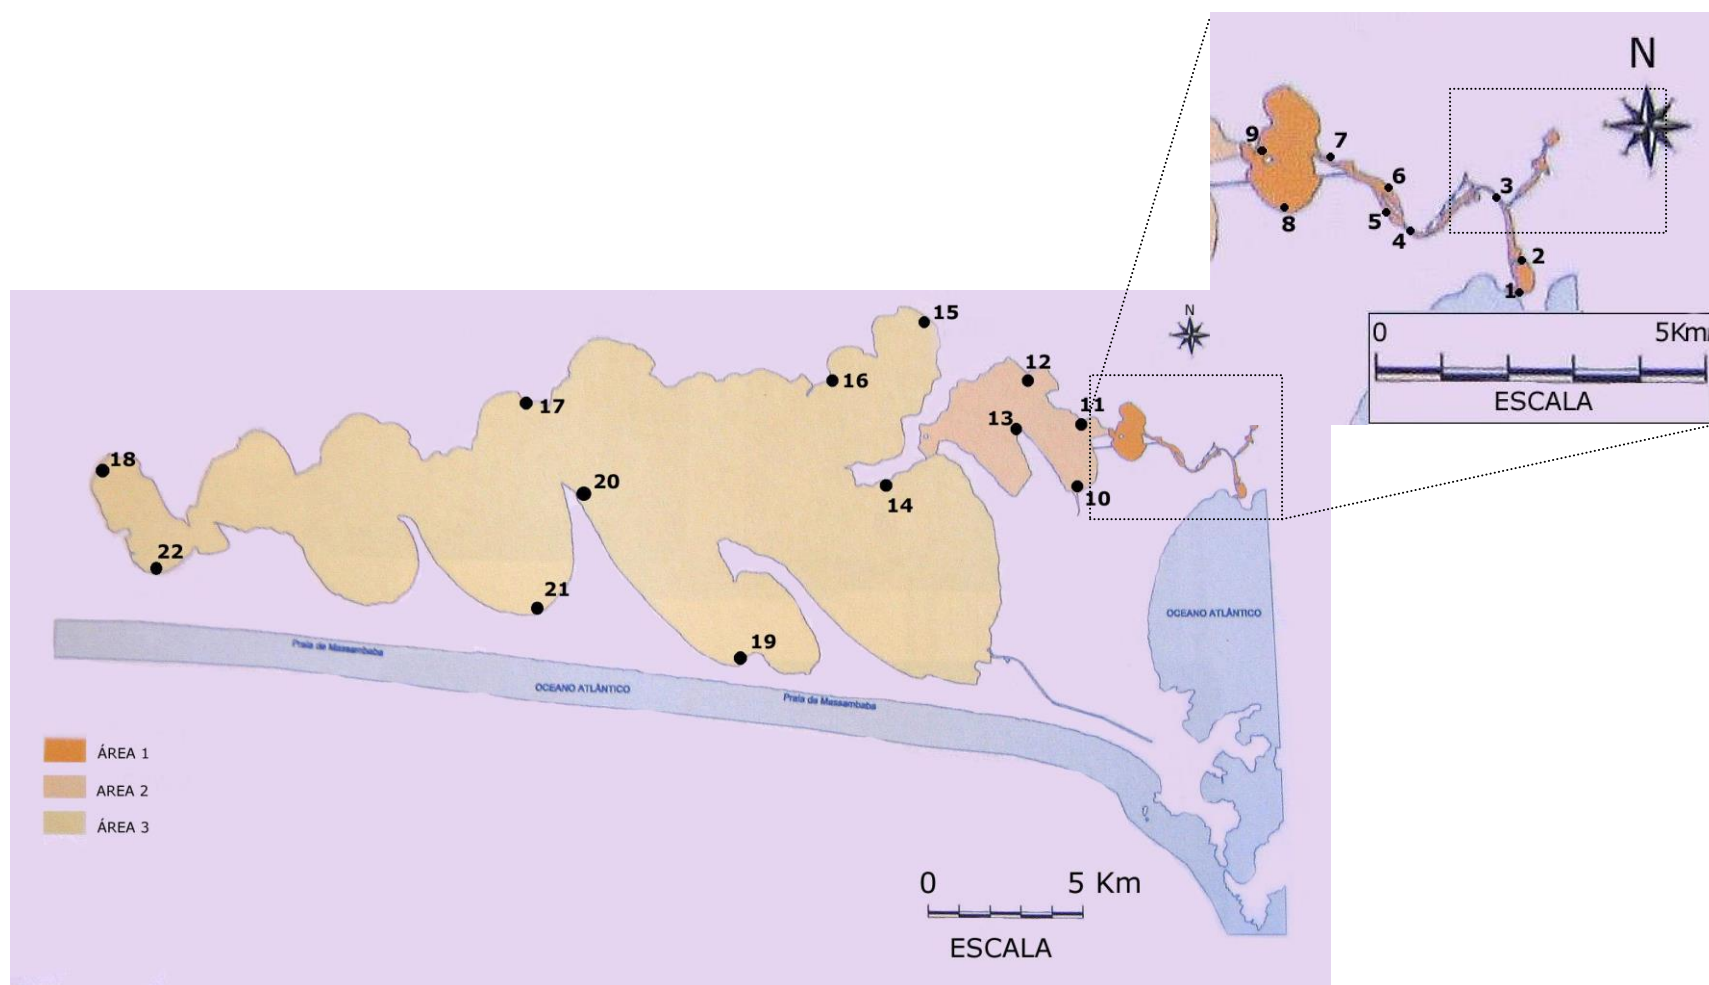 N
9
7
6
3
5
8
4
2
1
0 5Km
ESCALA
15
N
12
16
11
17
13
18
20
14
10
22
21
OCEANO ATLÂNTICO
19
Praia de Massambaba
OCEANO ATLÂNTICO
Praia de Massambaba
ÁREA 1
AREA 2
ÁREA 3
0 5 Km
ESCALA